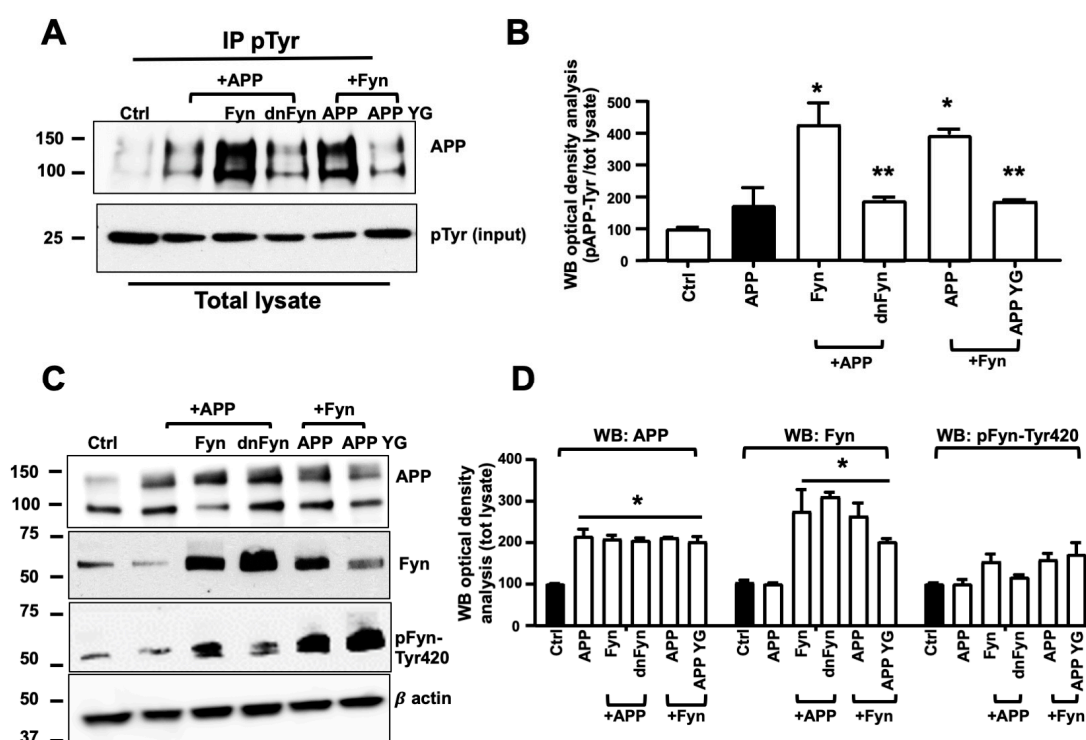 A
IP pTyr
+APP
+Fyn
Ctrl
Fyn
dnFyn
APP
APP YG
150
100
APP
25
pTyr (input)
Total lysate
B
WB optical density analysis
(pAPP-Tyr /tot lysate)
500
400
300
200
100
0
*
**
*
**
Ctrl
APP
Fyn
dnFyn
APP
APP YG
+APP
+Fyn
C
+APP
+Fyn
Ctrl
Fyn
dnFyn
APP
APP YG
150
100
APP
75
50
Fyn
75
50
pFyn-
Tyr420
50
37
β actin
D
WB optical density
analysis (tot lysate)
400
300
200
100
0
WB: APP
*
Ctrl
APP
Fyn
dnFyn
APP
APP YG
+APP
+Fyn
WB: Fyn
*
Ctrl
APP
Fyn
dnFyn
APP
APP YG
+APP
+Fyn
WB: pFyn-Tyr420
Ctrl
APP
Fyn
dnFyn
APP
APP YG
+APP
+Fyn